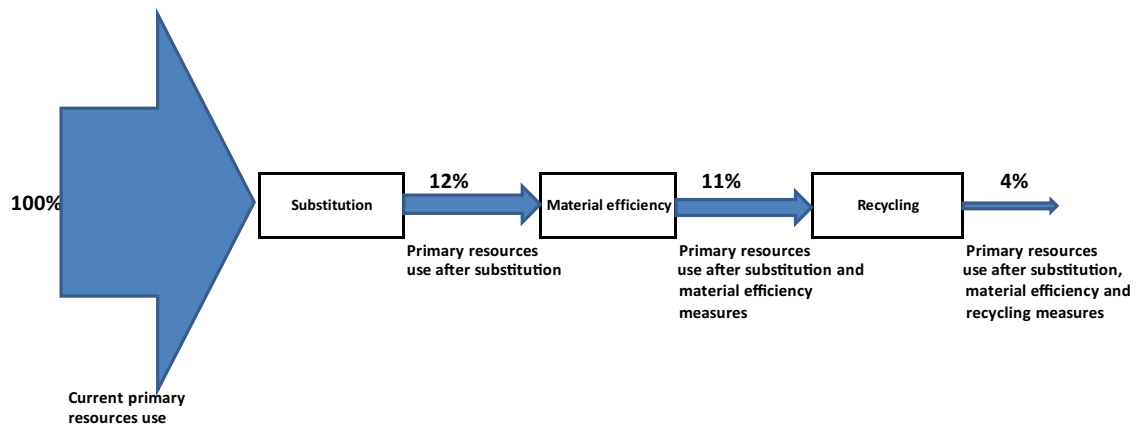 100%
Current primary
resources use
Substitution
12%
Primary resources
use after substitution
Material efficiency
11%
Primary resources
use after substitution and
material efficiency
measures
Recycling
4%
Primary resources
use after substitution,
material efficiency and
recycling measures